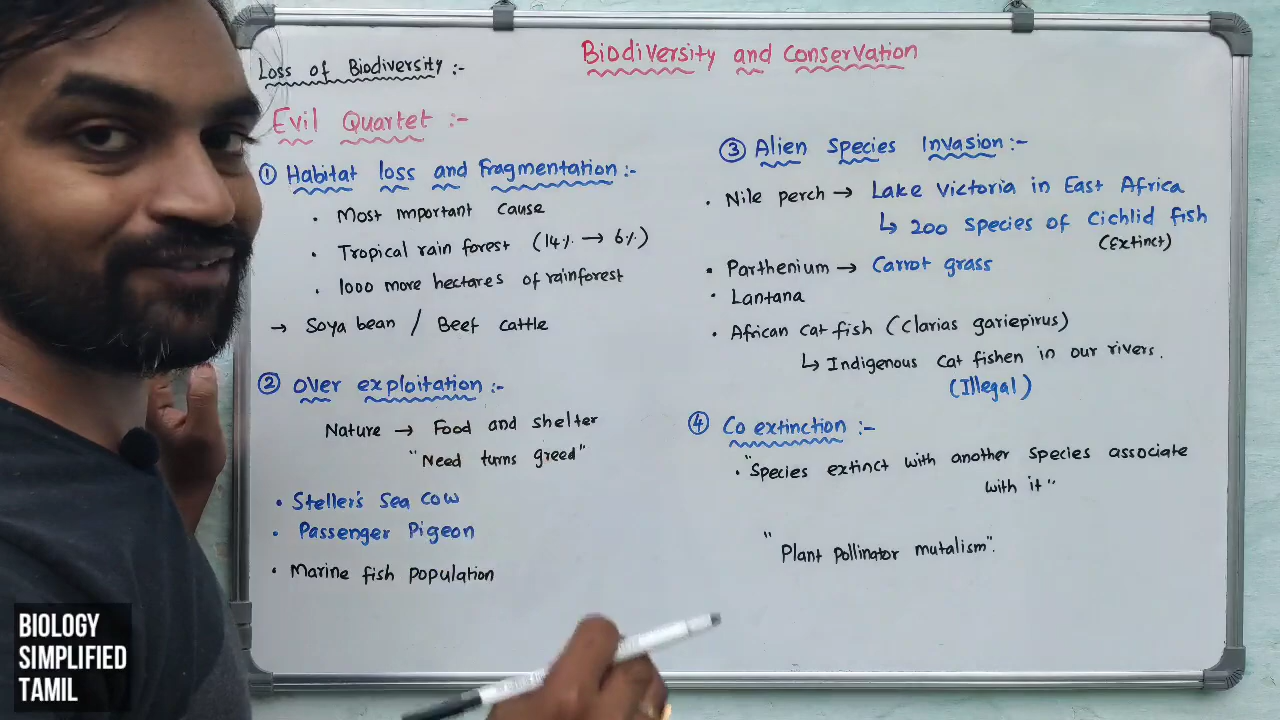 Biodiversity and Conservation
Loss of Biodiversity :-
Evil Quartet :-
① Habitat loss and fragmentation :-
• Most important cause
• Tropical rain forest (14% → 6%)
• 1000 more hectares of rainforest
→ Soya bean / Beef cattle
② over exploitation :-
Nature → Food and shelter
"Need turns greed"
• Steller's Sea Cow
• Passenger Pigeon
• Marine fish population
③ Alien Species Invasion :-
• Nile perch → Lake Victoria in East Africa
↳ 200 Species of Cichlid fish
(Extinct)
• Parthenium → Carrot grass
• Lantana
• African Cat fish (Clarias gariepirus)
↳ Indigenous Cat fishen in our rivers.
(Illegal)
④ Co extinction :-
• "Species extinct with another Species associate
with it"
"Plant Pollinator mutalism".
BIOLOGY
SIMPLIFIED
TAMIL